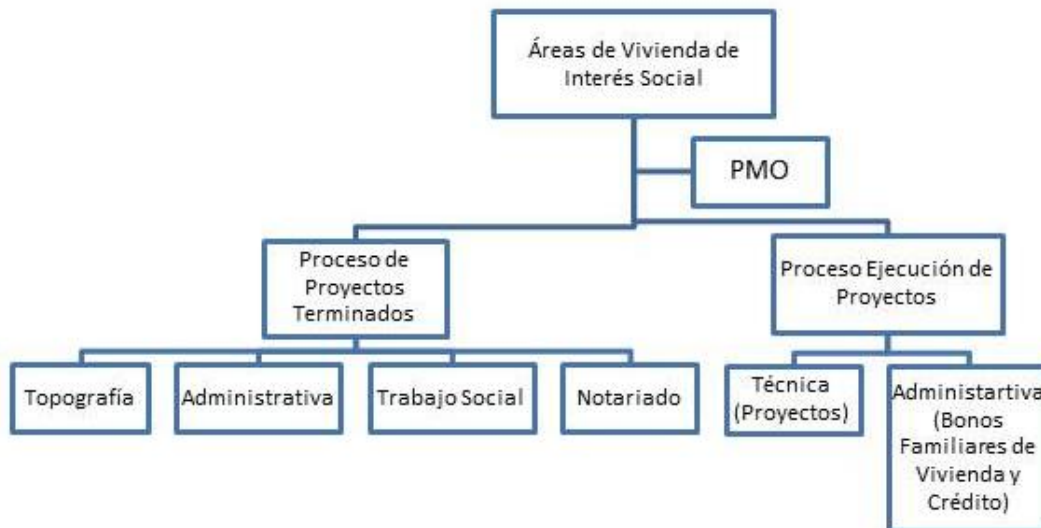 Áreas de Vivienda de
Interés Social
PMO
Proceso de
Proyectos
Terminados
Proceso Ejecución de
Proyectos
Topografía
Administrativa
Trabajo Social
Notariado
Técnica
(Proyectos)
Administartiva
(Bonos
Familiares de
Vivienda y
Crédito)